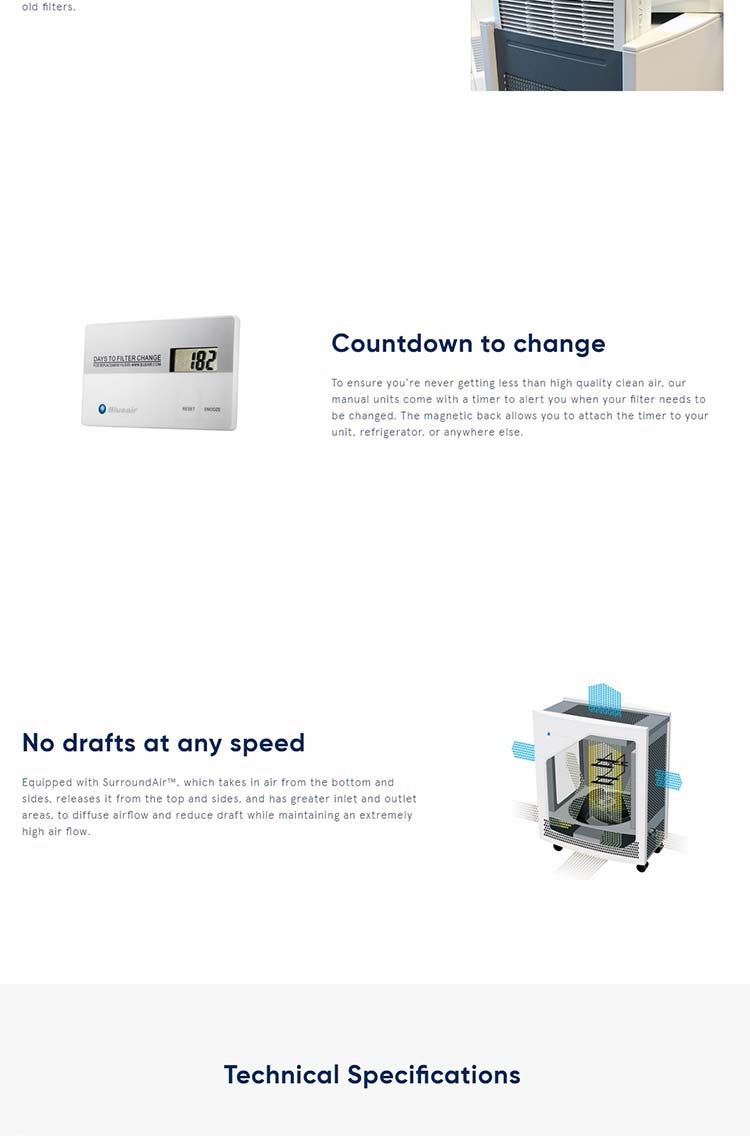 old filters.
DAYS TO FILTER CHANGE
FOR REPLACEMENT FILTERS WWW.BLUEAIR.COM
182
Blueair
RESET SNOOZE
Countdown to change
To ensure you're never getting less than high quality clean air, our
manual units come with a timer to alert you when your filter needs to
be changed. The magnetic back allows you to attach the timer to your
unit, refrigerator, or anywhere else.
No drafts at any speed
Equipped with SurroundAir™, which takes in air from the bottom and
sides, releases it from the top and sides, and has greater inlet and outlet
areas, to diffuse airflow and reduce draft while maintaining an extremely
high air flow.
Technical Specifications